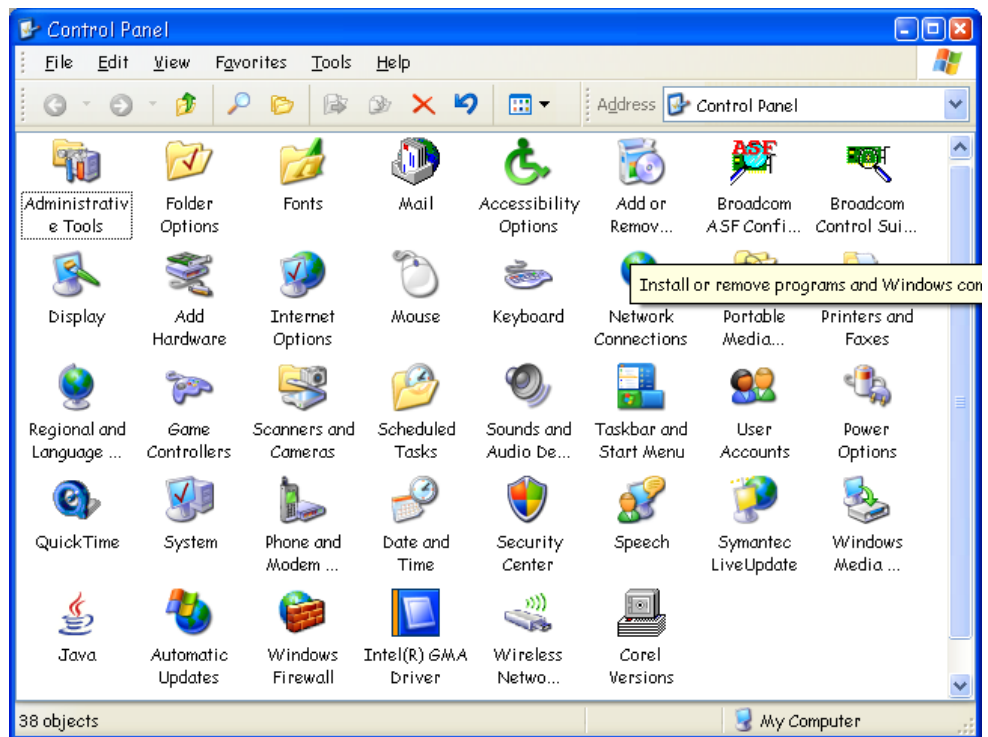 Control Panel
File Edit View Favorites Tools Help
Address Control Panel
Administrativ
e Tools
Folder
Options
Fonts
Mail
Accessibility
Options
Add or
Remov...
ASF
Broadcom
ASF Confi...
Broadcom
Control Sui...
Install or remove programs and Windows com
Display
Add
Hardware
Internet
Options
Mouse
Keyboard
Network
Connections
Portable
Media...
Printers and
Faxes
Regional and
Language ...
Game
Controllers
Scanners and
Cameras
Scheduled
Tasks
Sounds and
Audio De...
Taskbar and
Start Menu
User
Accounts
Power
Options
QuickTime
System
Phone and
Modem ...
Date and
Time
Security
Center
Speech
Symantec
LiveUpdate
Windows
Media ...
Java
Automatic
Updates
Windows
Firewall
Intel(R) GMA
Driver
Wireless
Netwo...
Corel
Versions
38 objects
My Computer